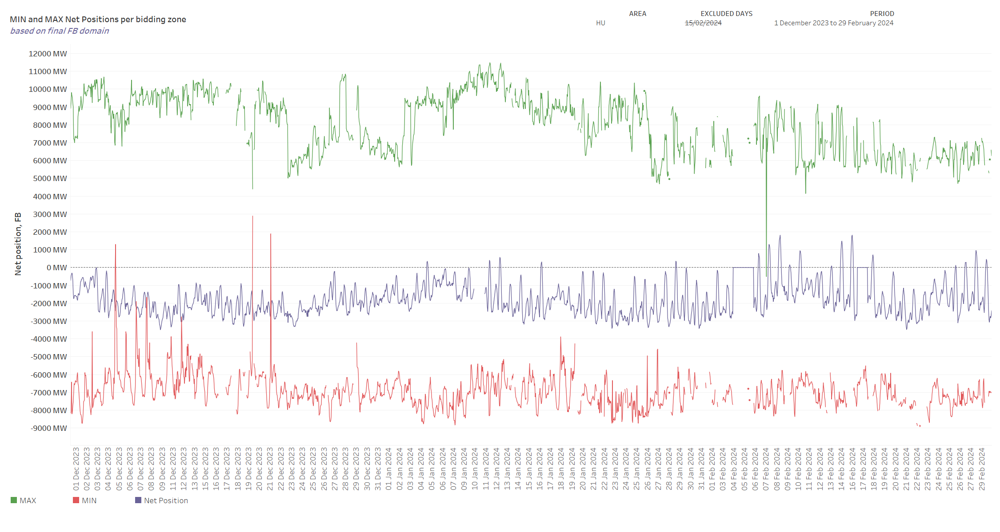 MIN and MAX Net Positions per bidding zone
based on final FB domain
AREA
HU
EXCLUDED DAYS
15/02/2024
PERIOD
1 December 2023 to 29 February 2024
Net position, FB
12000 MW
11000 MW
10000 MW
9000 MW
8000 MW
7000 MW
6000 MW
5000 MW
4000 MW
3000 MW
2000 MW
1000 MW
0 MW
-1000 MW
-2000 MW
-3000 MW
-4000 MW
-5000 MW
-6000 MW
-7000 MW
-8000 MW
-9000 MW
01 Dec 2023
02 Dec 2023
03 Dec 2023
04 Dec 2023
05 Dec 2023
06 Dec 2023
07 Dec 2023
08 Dec 2023
09 Dec 2023
11 Dec 2023
12 Dec 2023
13 Dec 2023
15 Dec 2023
16 Dec 2023
17 Dec 2023
18 Dec 2023
19 Dec 2023
20 Dec 2023
21 Dec 2023
22 Dec 2023
23 Dec 2023
24 Dec 2023
25 Dec 2023
26 Dec 2023
27 Dec 2023
28 Dec 2023
29 Dec 2023
30 Dec 2023
31 Dec 2023
01 Jan 2024
02 Jan 2024
03 Jan 2024
04 Jan 2024
05 Jan 2024
06 Jan 2024
07 Jan 2024
09 Jan 2024
10 Jan 2024
11 Jan 2024
12 Jan 2024
13 Jan 2024
14 Jan 2024
15 Jan 2024
16 Jan 2024
17 Jan 2024
18 Jan 2024
19 Jan 2024
20 Jan 2024
21 Jan 2024
22 Jan 2024
23 Jan 2024
24 Jan 2024
25 Jan 2024
26 Jan 2024
27 Jan 2024
28 Jan 2024
29 Jan 2024
30 Jan 2024
31 Jan 2024
01 Feb 2024
03 Feb 2024
04 Feb 2024
05 Feb 2024
06 Feb 2024
07 Feb 2024
08 Feb 2024
09 Feb 2024
10 Feb 2024
11 Feb 2024
12 Feb 2024
13 Feb 2024
14 Feb 2024
16 Feb 2024
17 Feb 2024
18 Feb 2024
19 Feb 2024
20 Feb 2024
21 Feb 2024
22 Feb 2024
23 Feb 2024
24 Feb 2024
25 Feb 2024
26 Feb 2024
27 Feb 2024
29 Feb 2024
MAX
MIN
Net Position